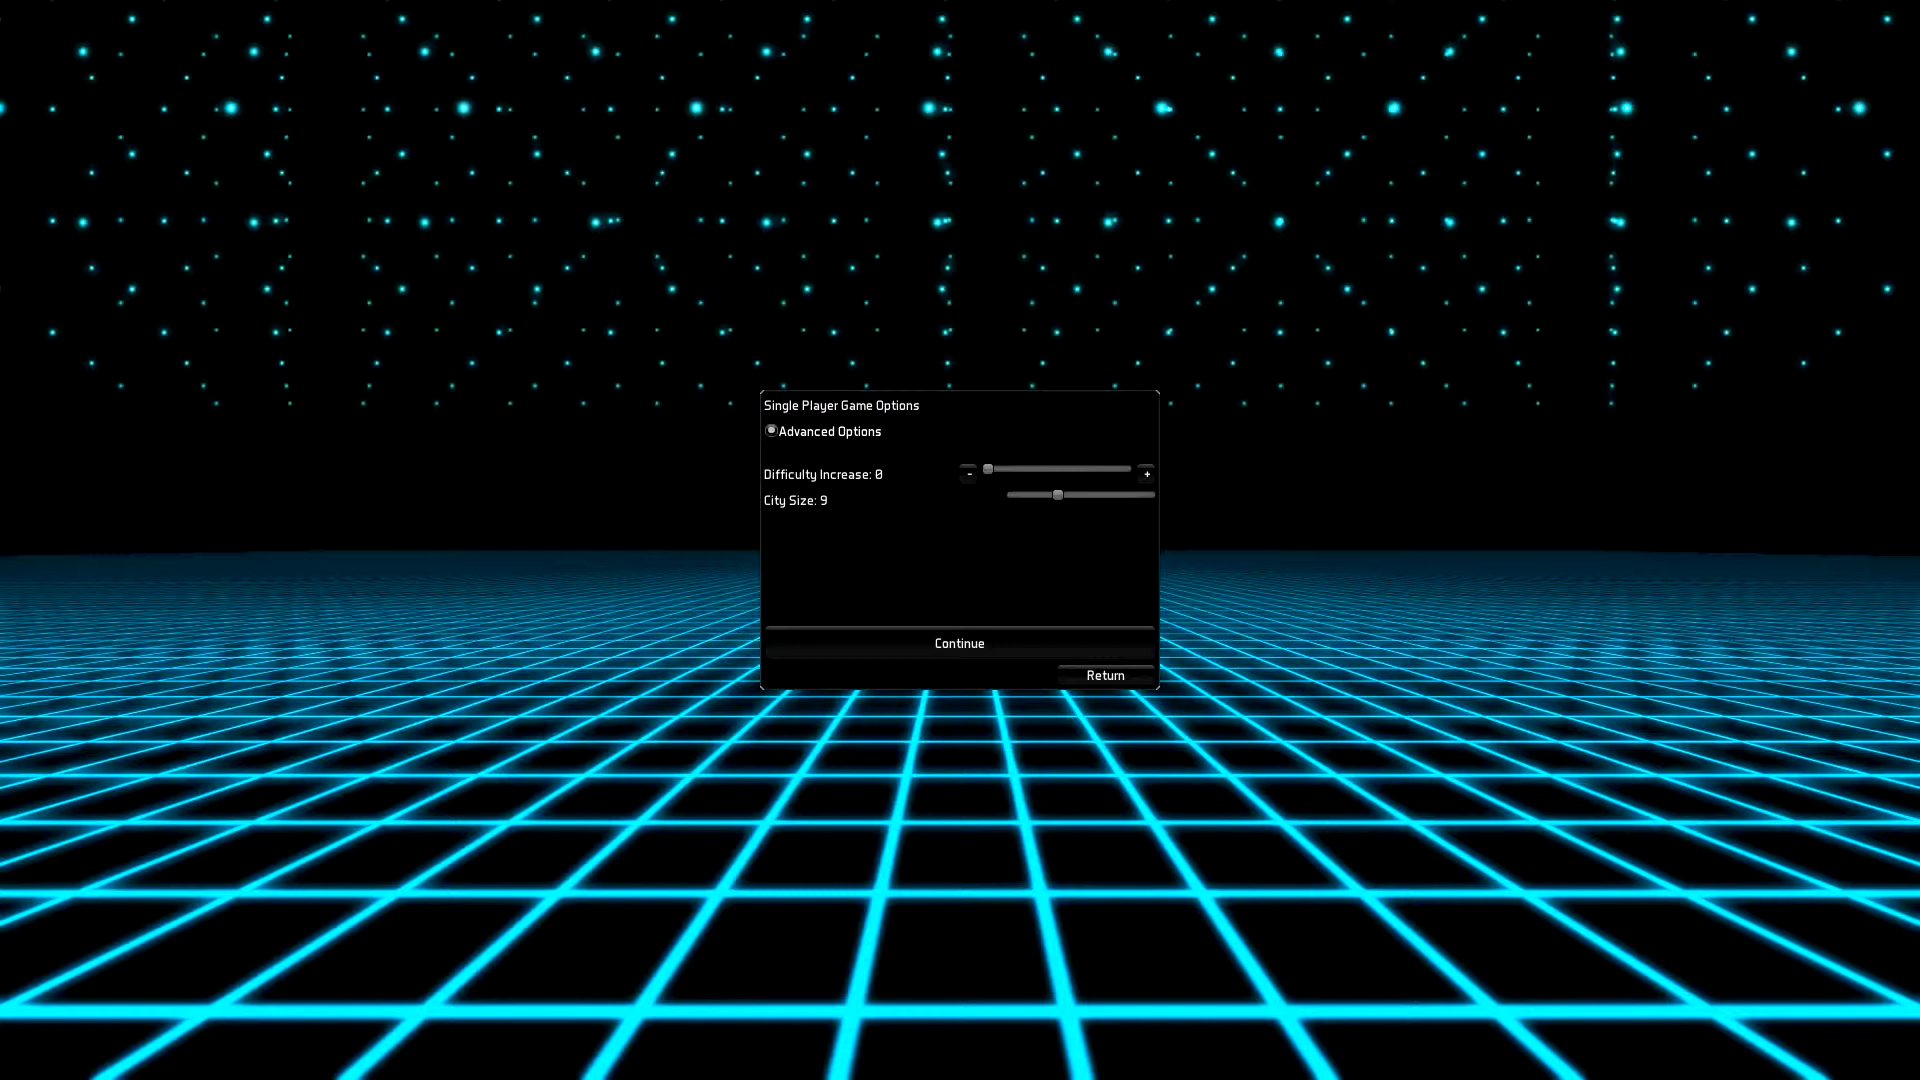 Single Player Game Options
Advanced Options
Difficulty Increase: 0 - +
City Size: 9
Continue
Return